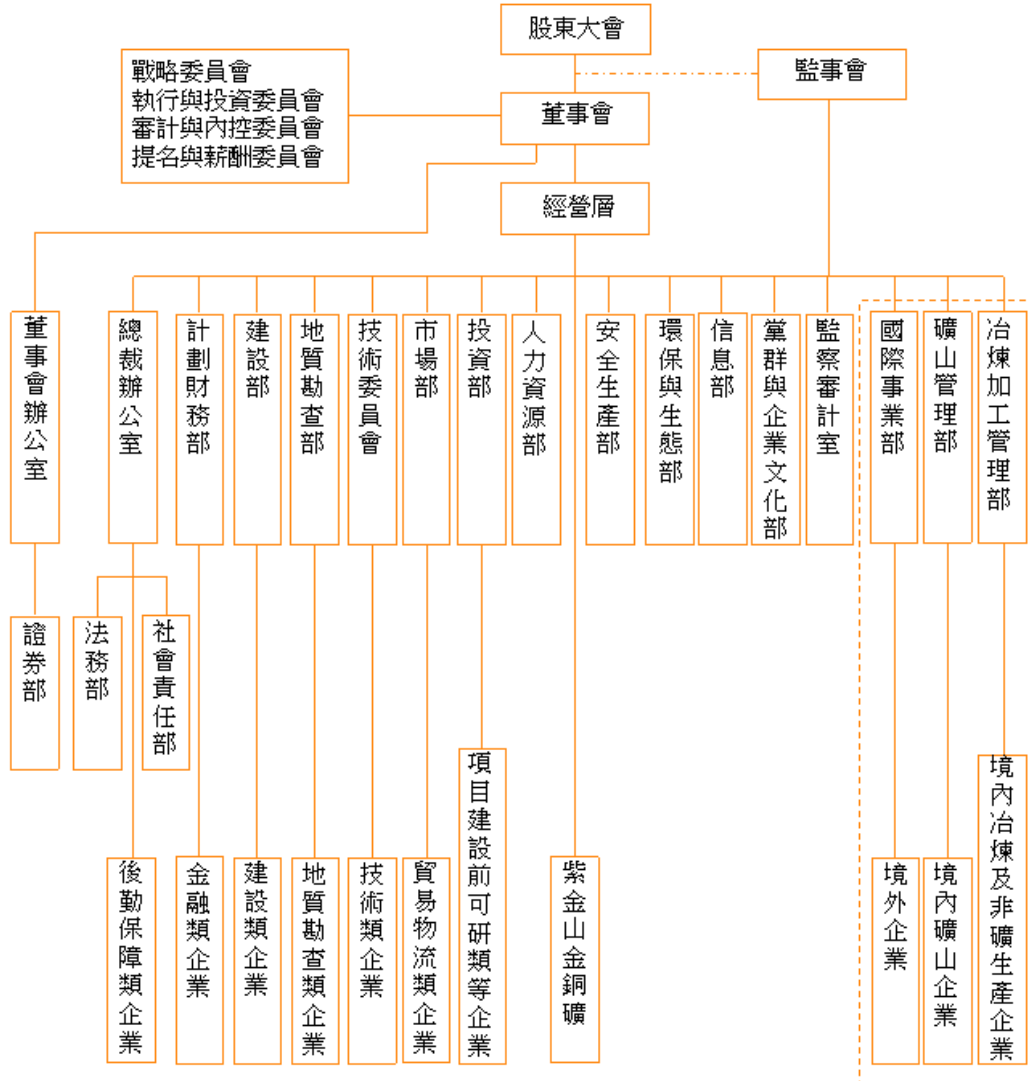 股東大會
監事會
戰略委員會
執行與投資委員會
審計與內控委員會
提名與薪酬委員會
董事會
經營層
董事會辦公室
總裁辦公室
計劃財務部
建設部
地質勘查部
技術委員會
市場部
投資部
人力資源部
安全生產部
環保與生態部
信息部
黨群與企業文化部
監察審計室
國際事業部
礦山管理部
冶煉加工管理部
證券部
法務部
社會責任部
後勤保障類企業
金融類企業
建設類企業
地質勘查類企業
技術類企業
貿易物流類企業
項目建設前可研類等企業
紫金山金銅礦
境外企業
境內礦山企業
境內冶煉及非礦生產企業